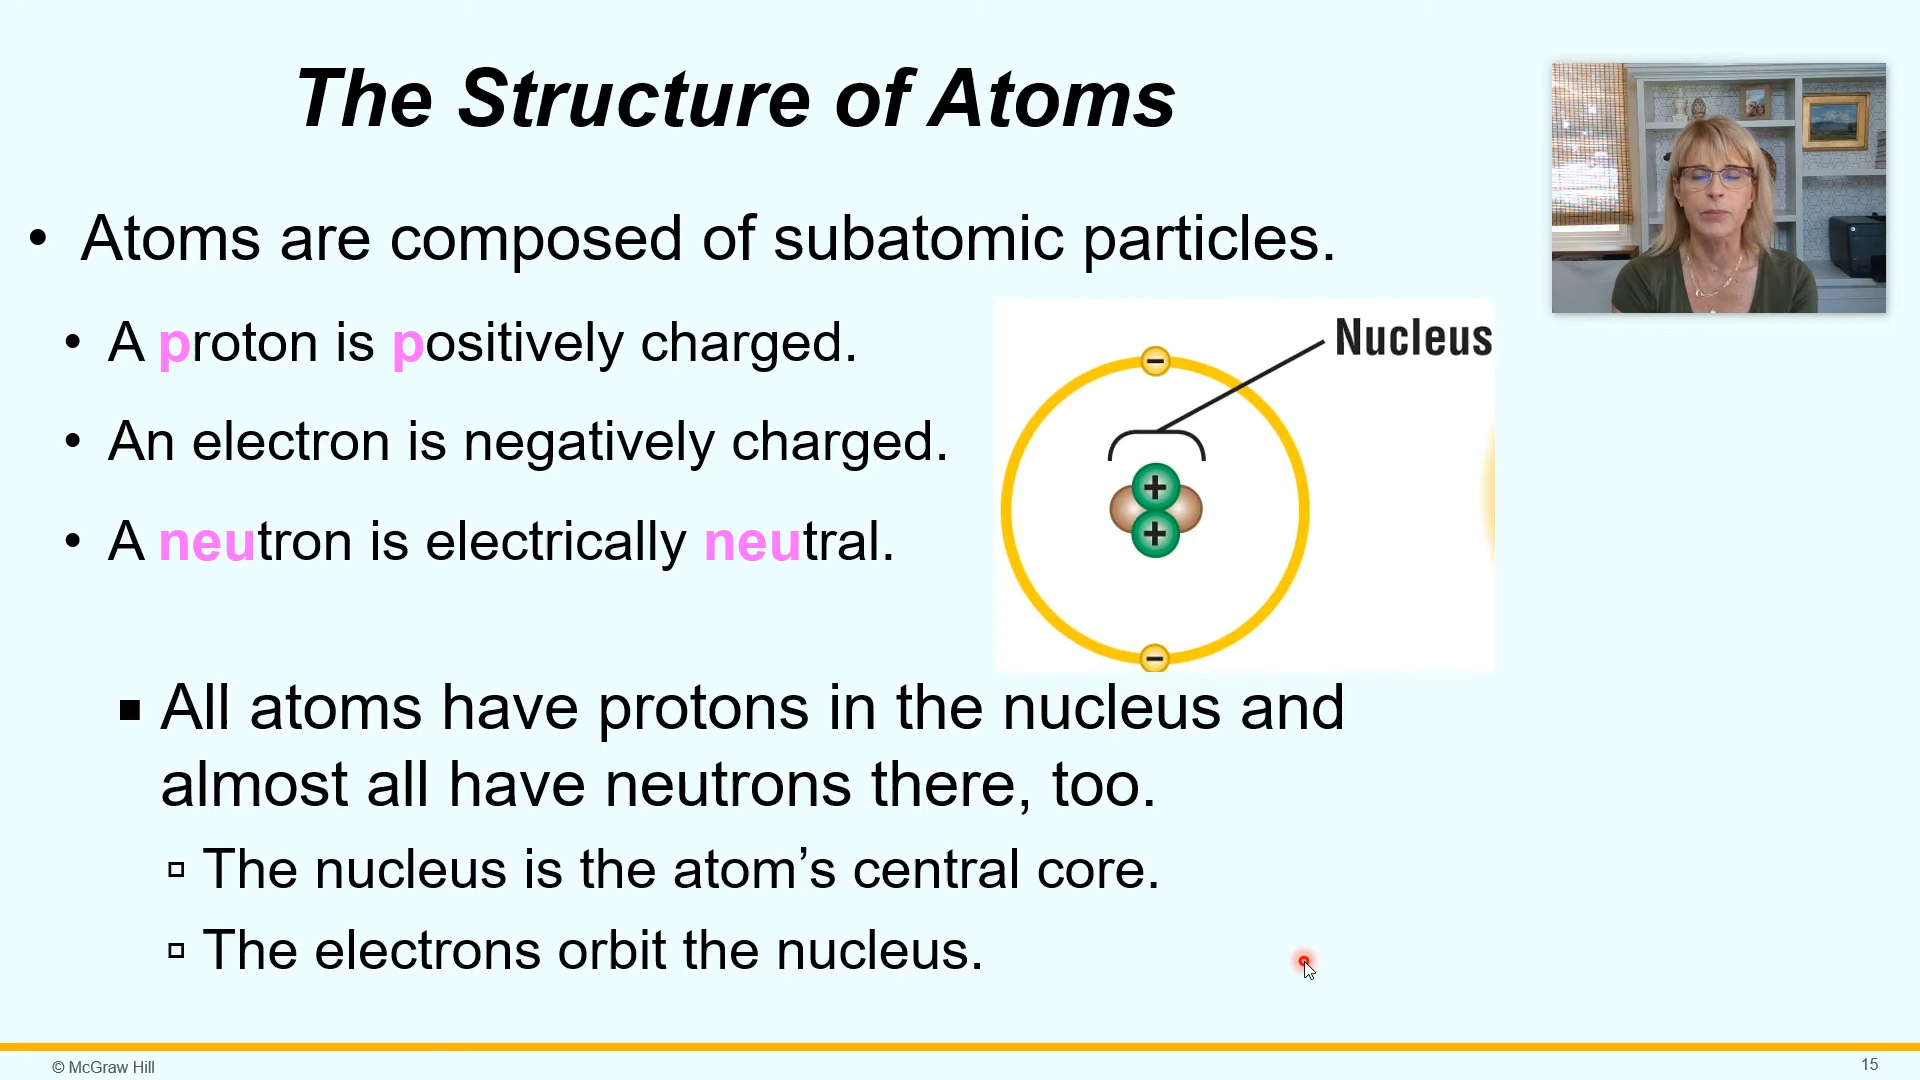 The Structure of Atoms
• Atoms are composed of subatomic particles.
• A proton is positively charged.
• An electron is negatively charged.
• A neutron is electrically neutral.
Nucleus
−
+
+
−
▪ All atoms have protons in the nucleus and
almost all have neutrons there, too.
▫ The nucleus is the atom’s central core.
▫ The electrons orbit the nucleus.
© McGraw Hill
15